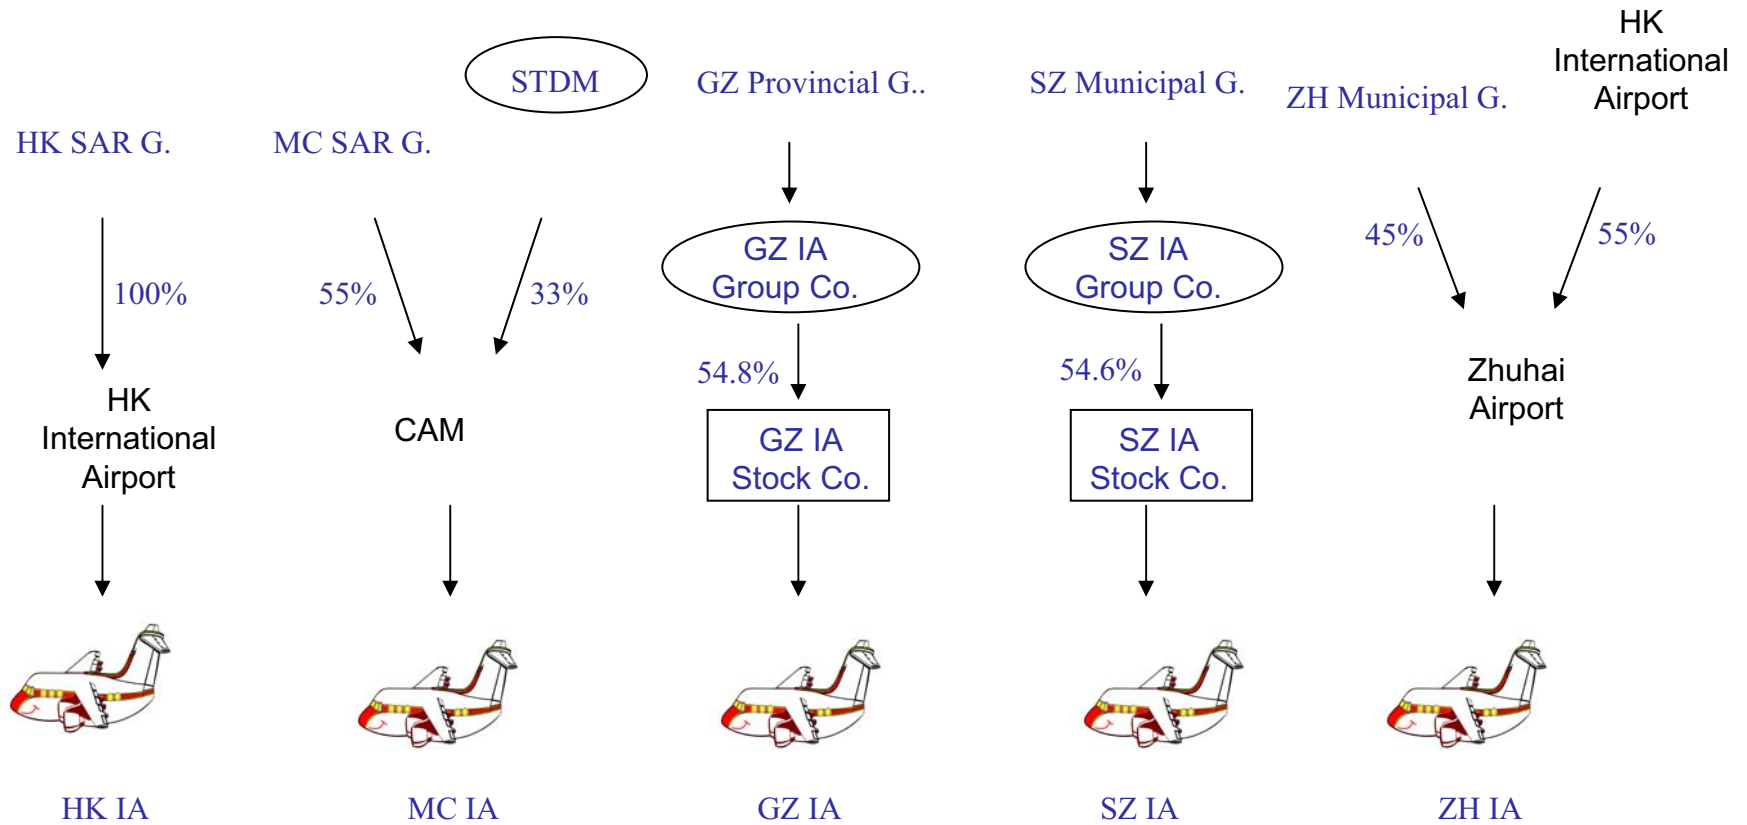 HK
International
Airport
STDM
GZ Provincial G..
SZ Municipal G.
ZH Municipal G.
HK SAR G.
MC SAR G.
GZ IA
Group Co.
SZ IA
Group Co.
45%
55%
100%
55%
33%
54.8%
54.6%
Zhuhai
Airport
HK
International
Airport
CAM
GZ IA
Stock Co.
SZ IA
Stock Co.
HK IA
MC IA
GZ IA
SZ IA
ZH IA